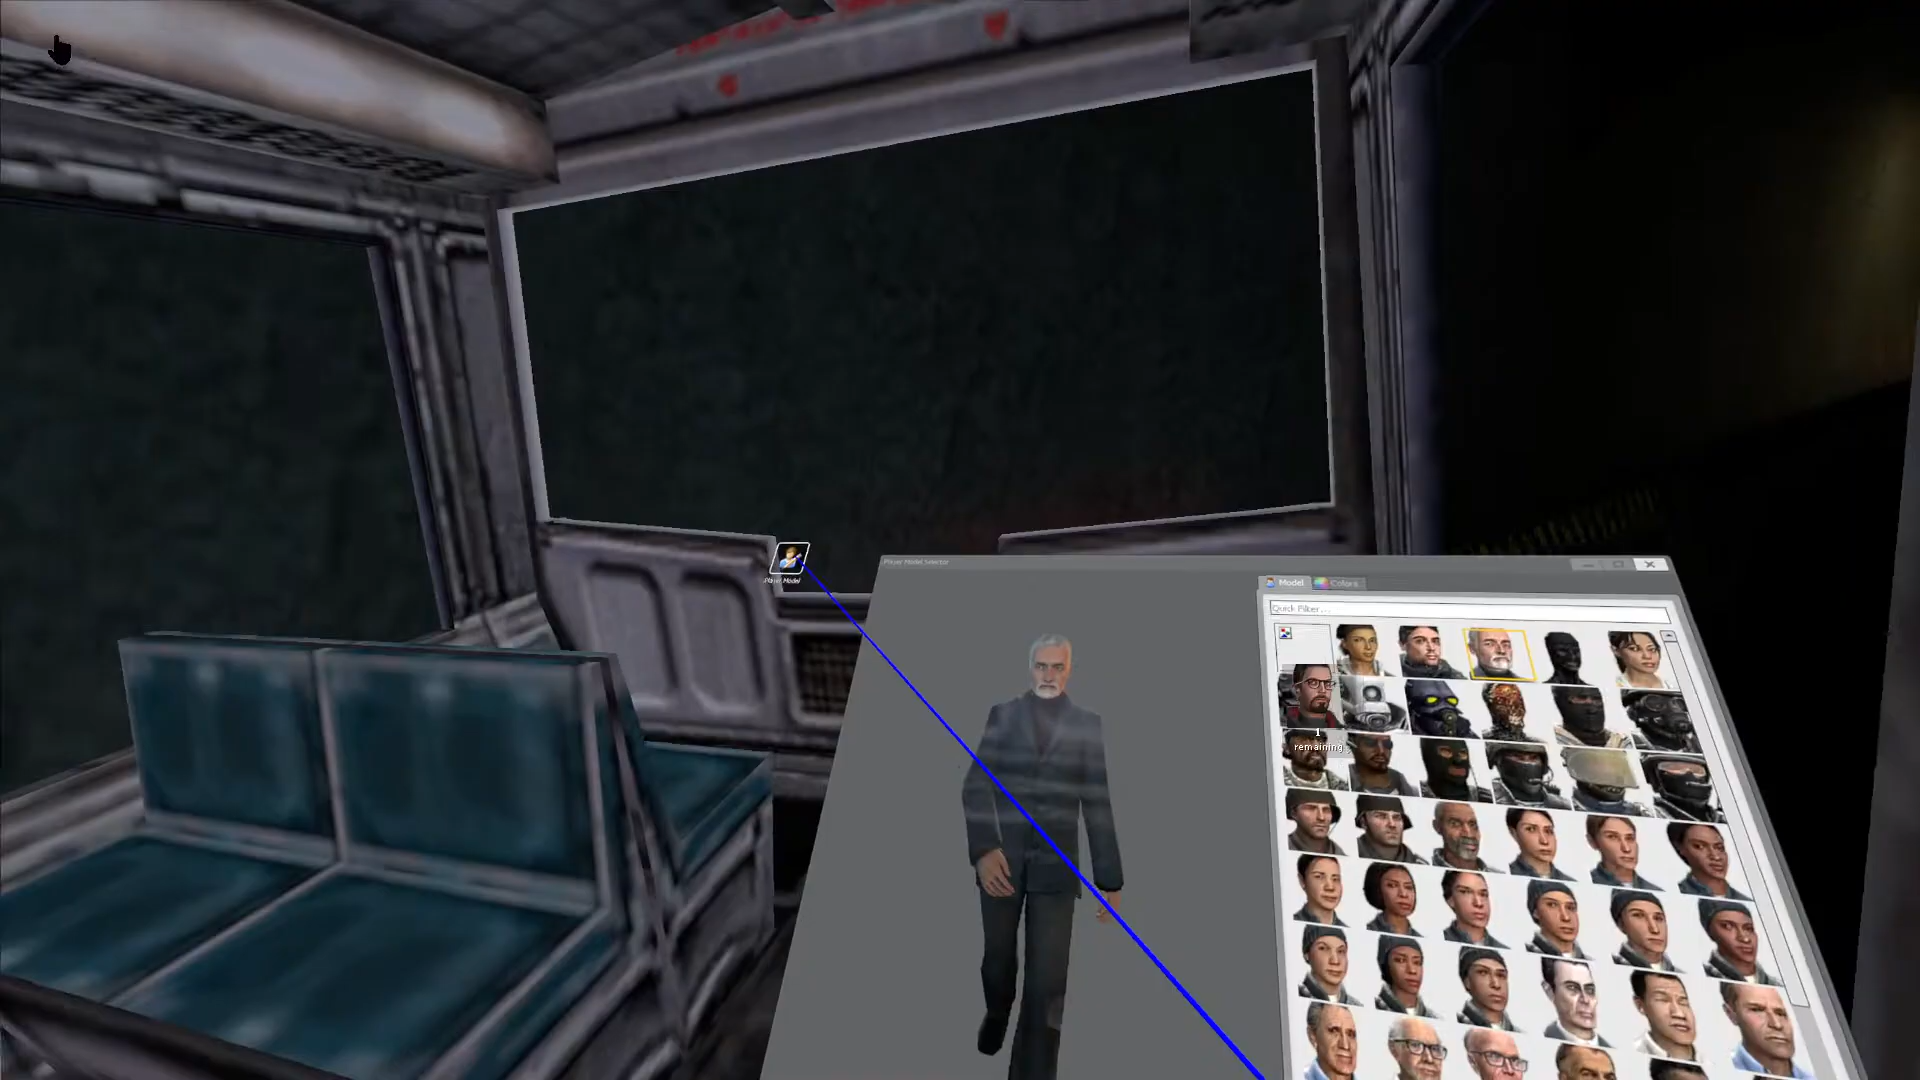 Player Model
Player Model Selector
Model
Colors
Quick Filter...
1
remaining